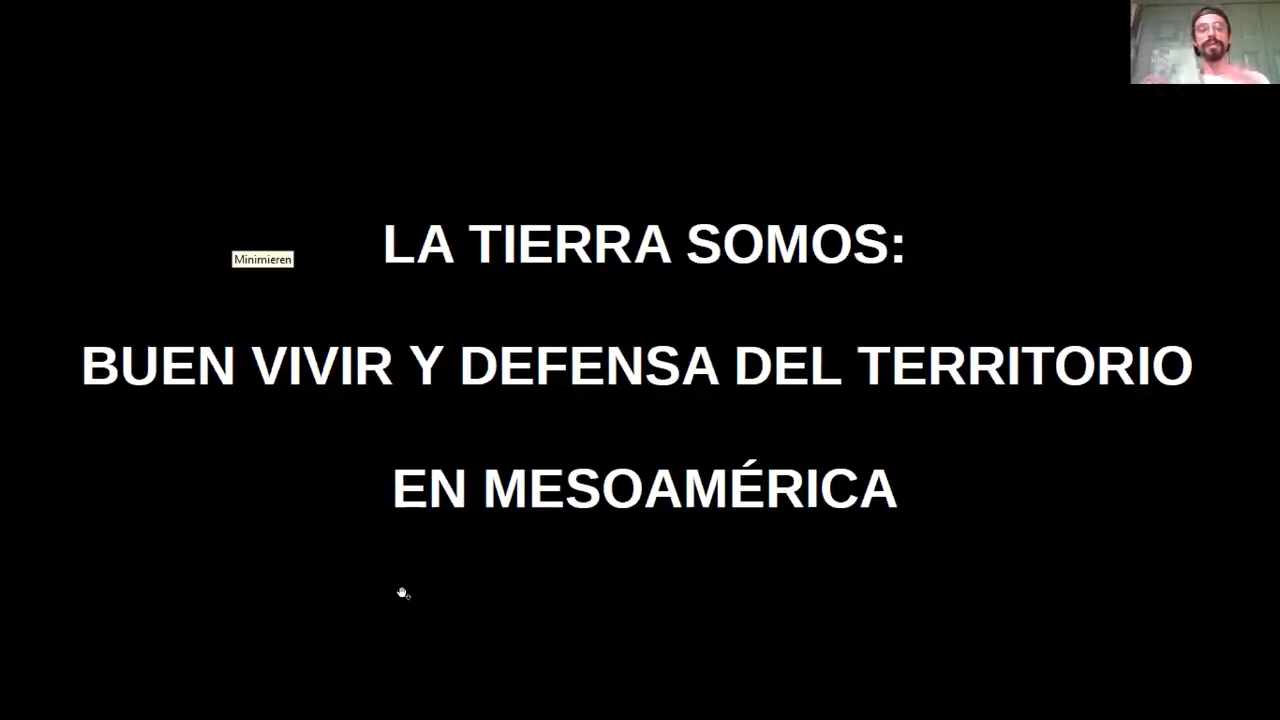 LA TIERRA SOMOS:
Minimieren
BUEN VIVIR Y DEFENSA DEL TERRITORIO
EN MESOAMÉRICA